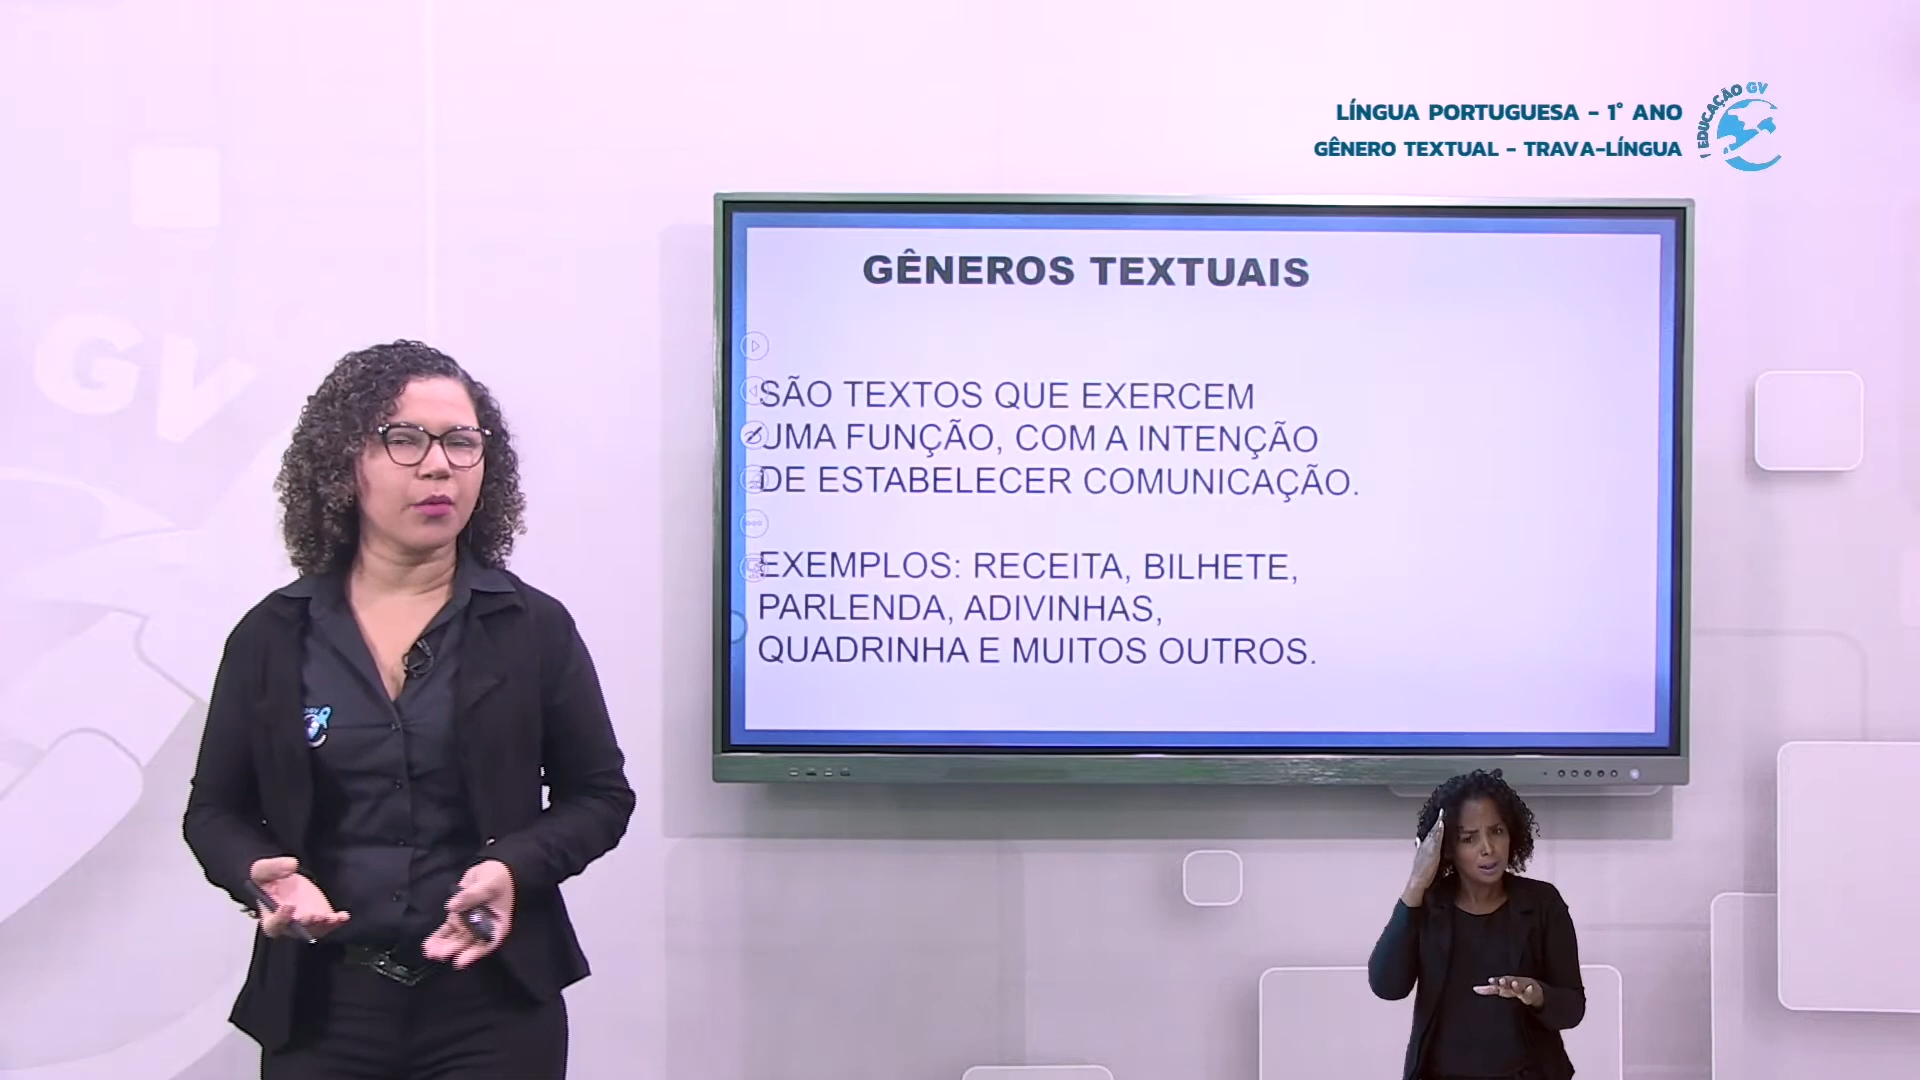 LÍNGUA PORTUGUESA - 1° ANO
GÊNERO TEXTUAL - TRAVA-LÍNGUA
EDUCAÇÃO GV
GV
GÊNEROS TEXTUAIS
SÃO TEXTOS QUE EXERCEM
UMA FUNÇÃO, COM A INTENÇÃO
DE ESTABELECER COMUNICAÇÃO.
EXEMPLOS: RECEITA, BILHETE,
PARLENDA, ADIVINHAS,
QUADRINHA E MUITOS OUTROS.